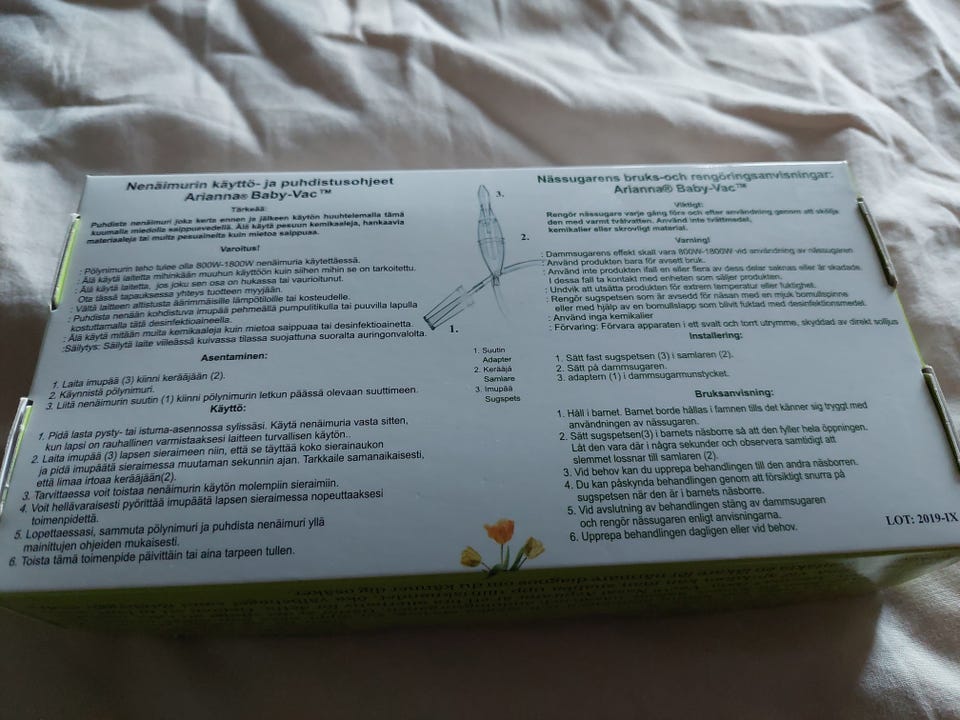 Nenäimurin käyttö- ja puhdistusohjeet
Arianna® Baby-Vac™
Tärkeää:
Puhdista nenäimuri joka kerta ennen ja jälkeen käytön huuhtelemalla tämä
kuumalla miedolla saippuavedellä. Älä käytä pesuun kemikaaleja, hankaavia
materiaaleja tai muita pesuaineita kuin mietoa saippuaa.
Varoitus!
: Pölynimurin teho tulee olla 800W-1800W nenäimuria käytettäessä.
: Älä käytä laitetta mihinkään muuhun käyttöön kuin siihen mihin se on tarkoitettu.
: Älä käytä laitetta, jos joku sen osa on hukassa tai vaurioitunut.
Ota tässä tapauksessa yhteys tuotteen myyjään.
: Vältä laitteen altistusta äärimmäisille lämpötiloille tai kosteudelle.
: Puhdista nenään kohdistuva imupää pehmeällä pumpulitikulla tai puuvilla lapulla
kostuttamalla tätä desinfektioaineella.
: Älä käytä mitään muita kemikaaleja kuin mietoa saippuaa tai desinfektioainetta.
:Säilytys: Säilytä laite viileässä kuivassa tilassa suojattuna suoralta auringonvalolta.
Asentaminen:
1. Laita imupää (3) kiinni kerääjään (2).
2. Käynnistä pölynimuri.
3. Liitä nenäimurin suutin (1) kiinni pölynimurin letkun päässä olevaan suuttimeen.
Käyttö:
1. Pidä lasta pysty- tai istuma-asennossa sylissäsi. Käytä nenäimuria vasta sitten,
kun lapsi on rauhallinen varmistaaksesi laitteen turvallisen käytön..
2. Laita imupää (3) lapsen sieraimeen niin, että se täyttää koko sierainaukon
ja pidä imupäätä sieraimessa muutaman sekunnin ajan. Tarkkaile samanaikaisesti,
että limaa irtoaa kerääjään(2).
3. Tarvittaessa voit toistaa nenäimurin käytön molempiin sieraimiin.
4. Voit hellävaraisesti pyörittää imupäätä lapsen sieraimessa nopeuttaaksesi
toimenpidettä.
5. Lopettaessasi, sammuta pölynimuri ja puhdista nenäimuri yllä
mainittujen ohjeiden mukaisesti.
6. Toista tämä toimenpide päivittäin tai aina tarpeen tullen.
3.
2.
1.
1. Suutin
Adapter
2. Kerääjä
Samlare
3. Imupää
Sugspets
Nässugarens bruks-och rengöringsanvisningar:
Arianna® Baby-Vac™
Viktigt:
Rengör nässugare varje gång förs och efter användning genom att skölja
den med varmt tvålvatten. Använd inte tvättmedel,
kemikalier eller skrovligt material.
Varning!
: Dammsugarens effekt skall vara 800W-1800W vid användning av nässugaren
: Använd produkten bara för avsett bruk.
: Använd inte produkten ifall en eller flera av dess delar saknas eller är skadade.
I dessa fall ta kontakt med enheten som säljer produkten.
: Undvik att utsätta produkten för extrem temperatur eller fuktighet.
: Rengör sugspetsen som är avsedd för näsan med en mjuk bomullspinne
eller med hjälp av en bomullslapp som blivit fuktad med desinfektionsmedel.
: Använd inga kemikalier
: Förvaring: Förvara apparaten i ett svalt och torrt utrymme, skyddad av direkt solljus
Installering:
1. Sätt fast sugspetsen (3) i samlaren (2).
2. Sätt på dammsugaren.
3. adaptern (1) i dammsugarmunstycket.
Bruksanvisning:
1. Håll i barnet. Barnet borde hållas i famnen tills det känner sig tryggt med
användningen av nässugaren.
2. Sätt sugspetsen(3) i barnets näsborre så att den fyller hela öppningen.
Låt den vara där i några sekunder och observera samtidigt att
slemmet lossnar till samlaren (2).
3. Vid behov kan du upprepa behandlingen till den andra näsborren.
4. Du kan påskynda behandlingen genom att försiktigt snurra på
sugspetsen när den är i barnets näsborre.
5. Vid avslutning av behandlingen stäng av dammsugaren
och rengör nässugaren enligt anvisningarna.
6. Upprepa behandlingen dagligen eller vid behov.
LOT: 2019-IX